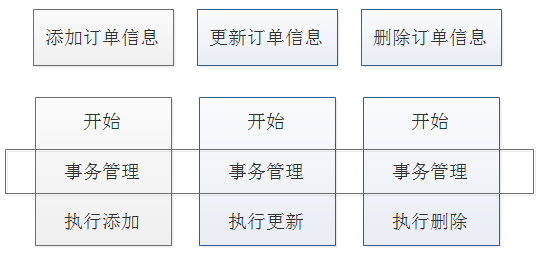 添加订单信息 更新订单信息 删除订单信息
开始 开始 开始
事务管理 事务管理 事务管理
执行添加 执行更新 执行删除